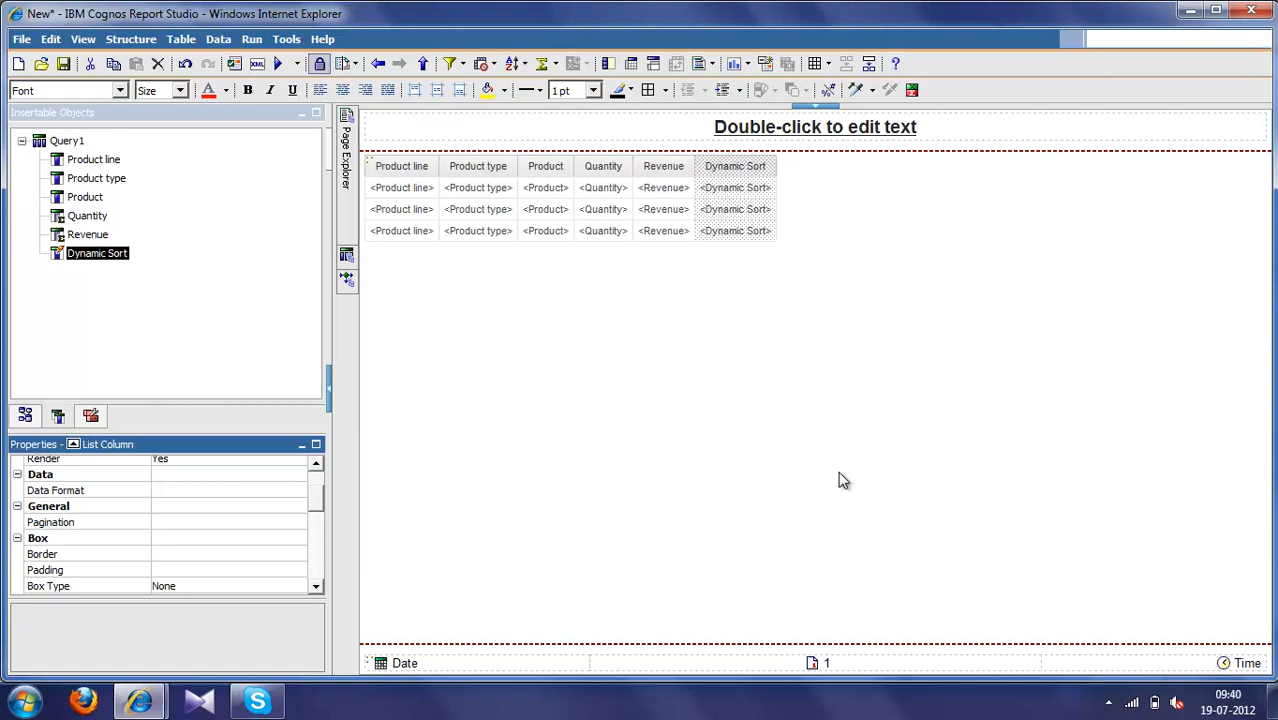 New* - IBM Cognos Report Studio - Windows Internet Explorer
File Edit View Structure Table Data Run Tools Help
XML
Font Size A B I U 1 pt
Insertable Objects
Query1
Product line
Product type
Product
Quantity
Revenue
Dynamic Sort
Page Explorer
Double-click to edit text
Product line Product type Product Quantity Revenue Dynamic Sort
<Product line> <Product type> <Product> <Quantity> <Revenue> <Dynamic Sort>
<Product line> <Product type> <Product> <Quantity> <Revenue> <Dynamic Sort>
<Product line> <Product type> <Product> <Quantity> <Revenue> <Dynamic Sort>
Properties - List Column
Render Yes
Data
Data Format
General
Pagination
Box
Border
Padding
Box Type None
Date 1 Time
09:40
19-07-2012